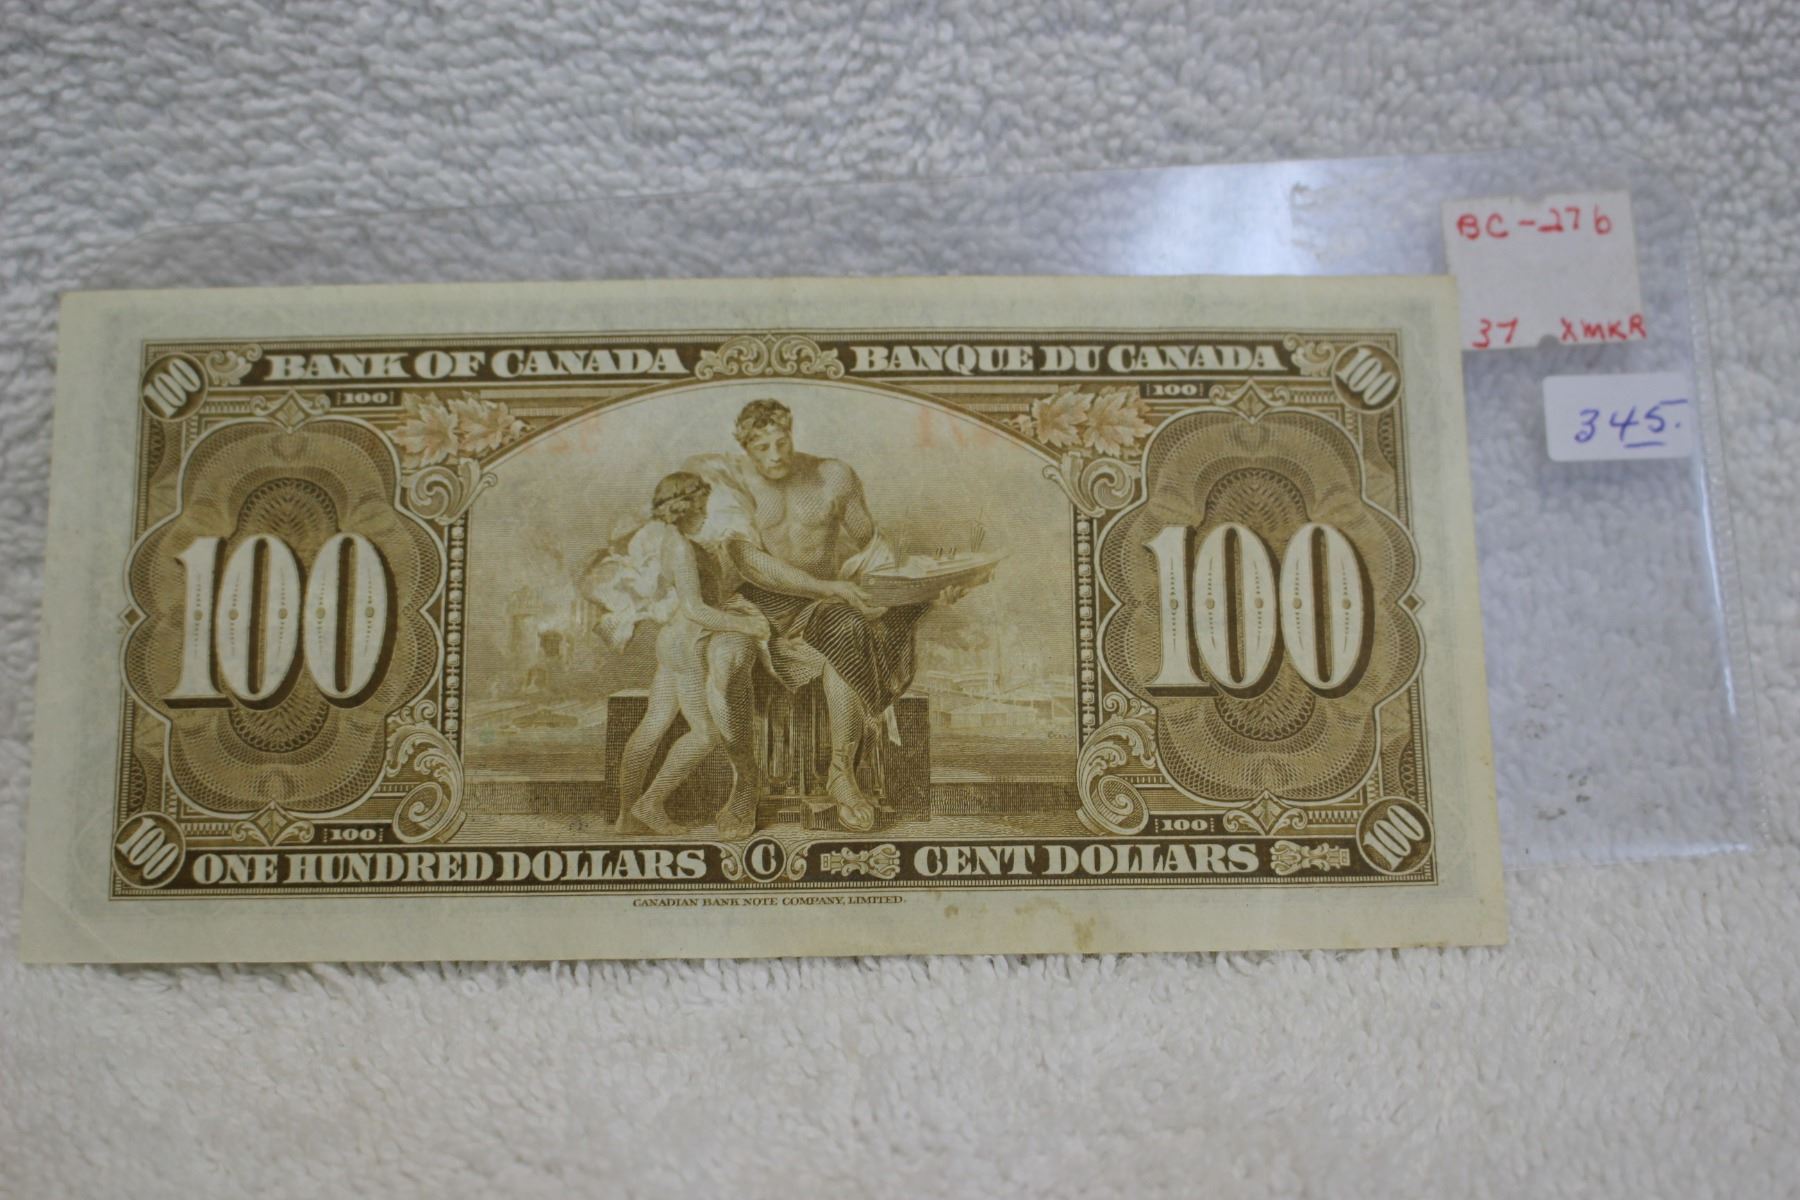 BC-27b
37 XMKR
345.
100 BANK OF CANADA BANQUE DU CANADA 100
100 100
100 100
100 100
100 ONE HUNDRED DOLLARS C CENT DOLLARS 100
CANADIAN BANK NOTE COMPANY, LIMITED.